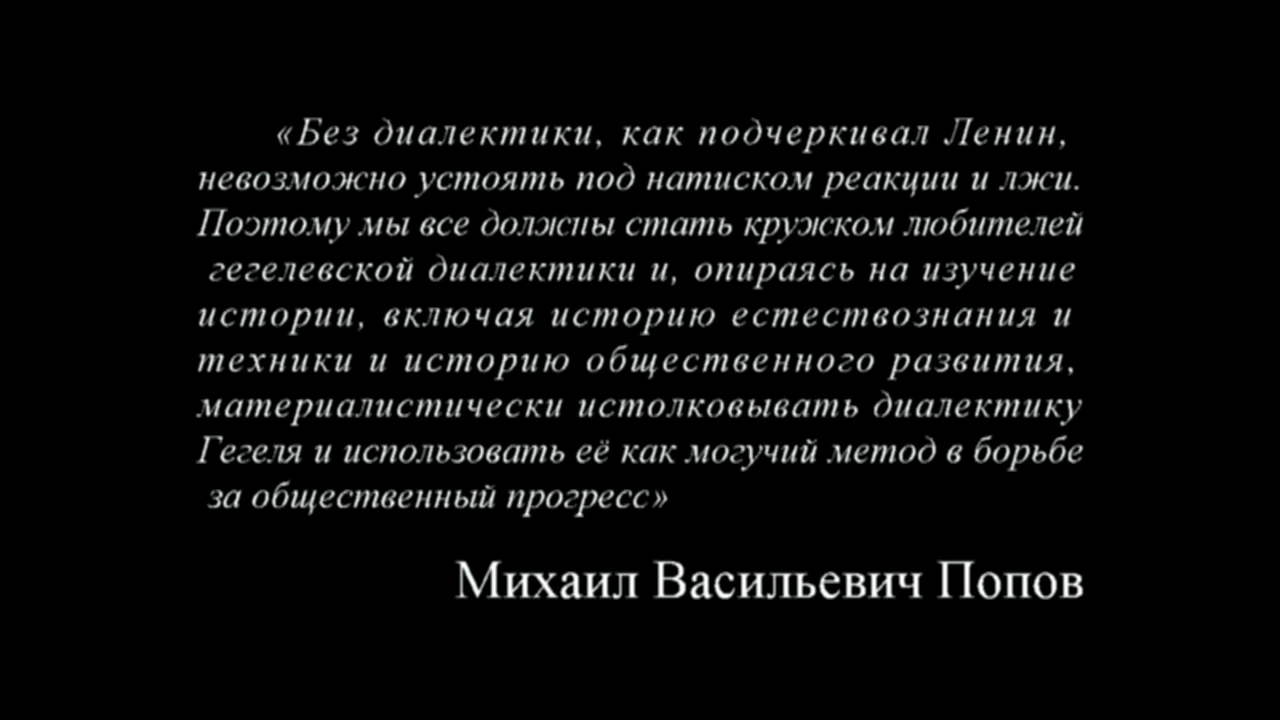 «Без диалектики, как подчеркивал Ленин,
невозможно устоять под натиском реакции и лжи.
Поэтому мы все должны стать кружком любителей
гегелевской диалектики и, опираясь на изучение
истории, включая историю естествознания и
техники и историю общественного развития,
материалистически истолковывать диалектику
Гегеля и использовать её как могучий метод в борьбе
за общественный прогресс»
Михаил Васильевич Попов